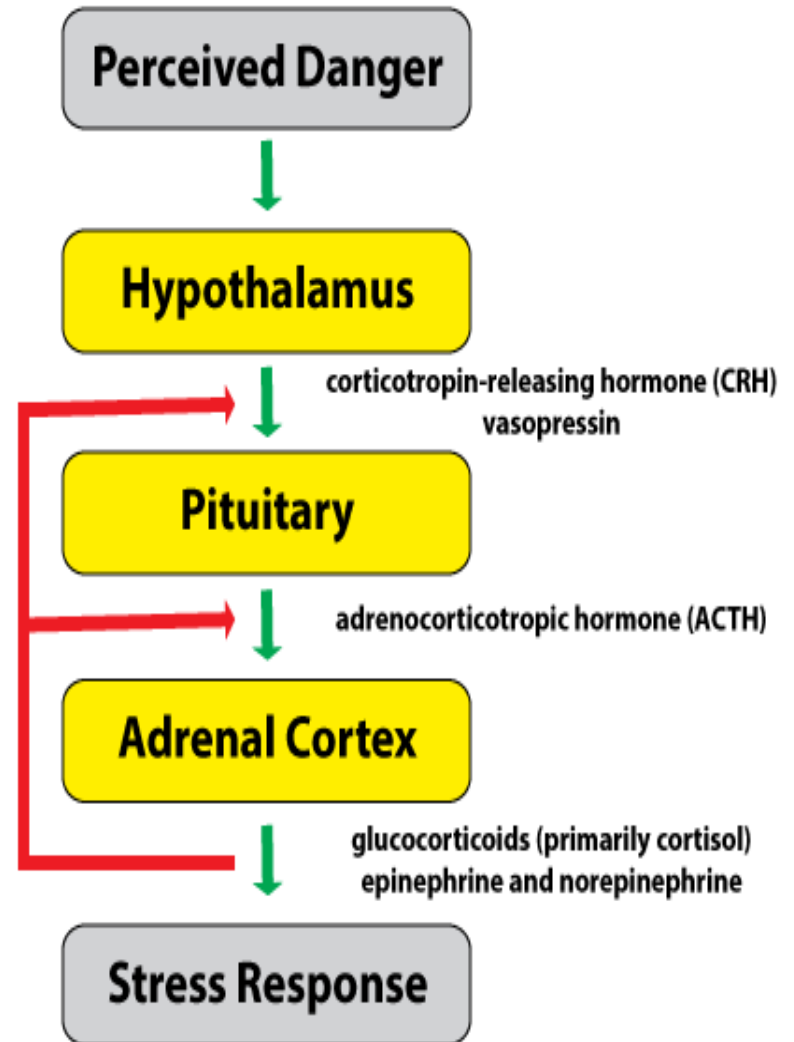 Perceived Danger
Hypothalamus
corticotropin-releasing hormone (CRH)
vasopressin
Pituitary
adrenocorticotropic hormone (ACTH)
Adrenal Cortex
glucocorticoids (primarily cortisol)
epinephrine and norepinephrine
Stress Response